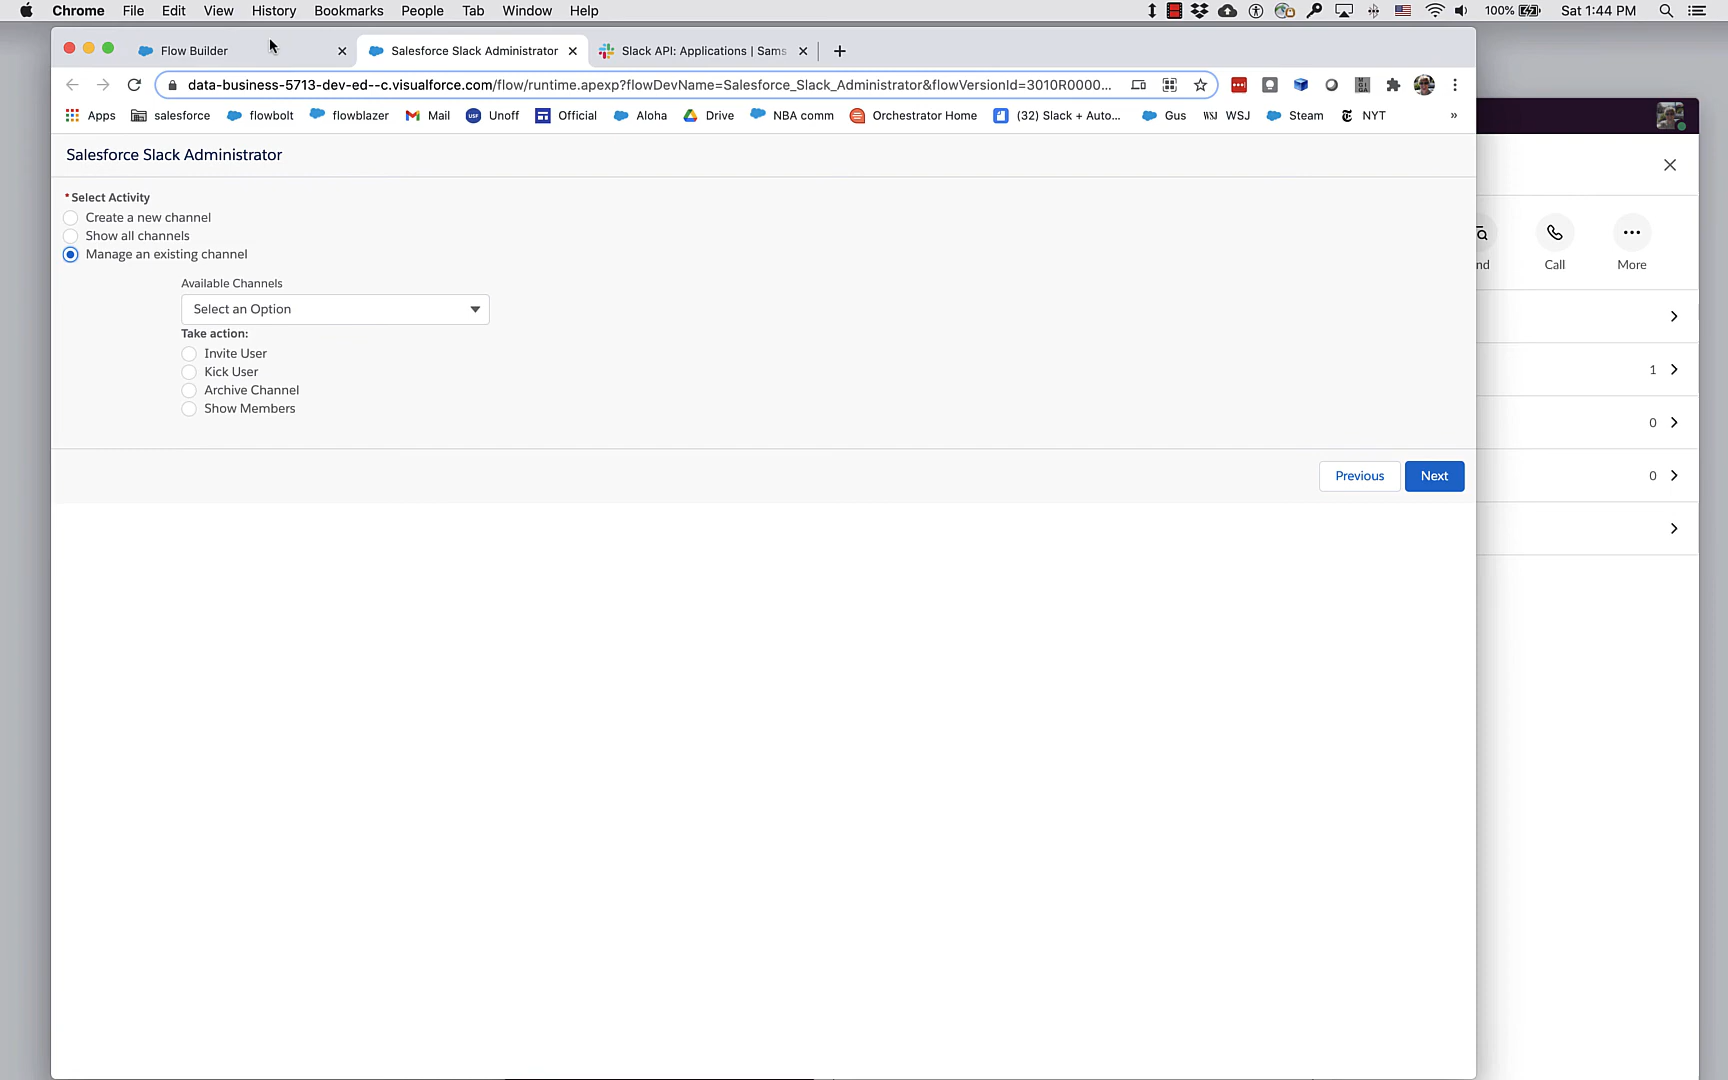 Chrome File Edit View History Bookmarks People Tab Window Help 100% Sat 1:44 PM
Flow Builder Salesforce Slack Administrator Slack API: Applications | Sams
data-business-5713-dev-ed--c.visualforce.com/flow/runtime.apexp?flowDevName=Salesforce_Slack_Administrator&flowVersionId=3010R0000...
Apps salesforce flowbolt flowblazer Mail Unoff Official Aloha Drive NBA comm Orchestrator Home (32) Slack + Auto... Gus WSJ WSJ Steam NYT »
Salesforce Slack Administrator
*Select Activity
Create a new channel
Show all channels
Manage an existing channel
Available Channels
Select an Option
Take action:
Invite User
Kick User
Archive Channel
Show Members
Previous Next
nd Call More
1
0
0